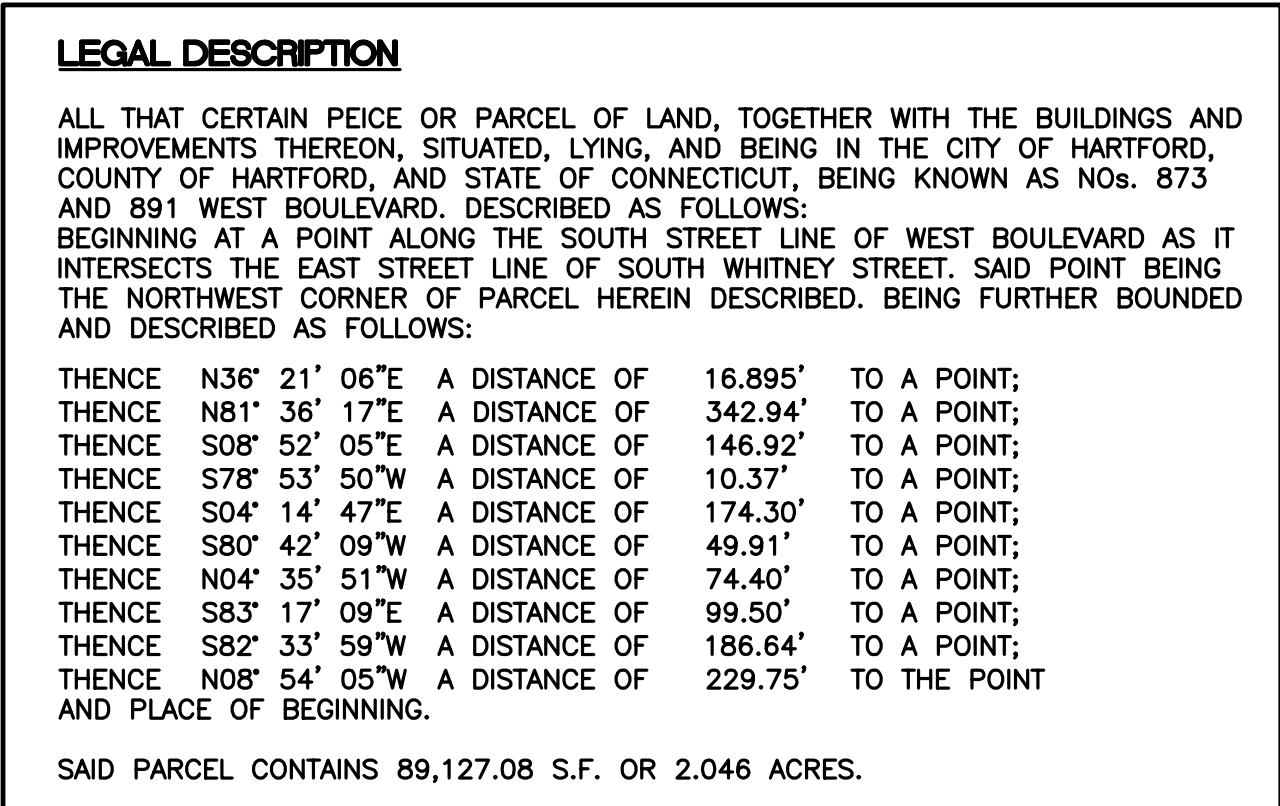 LEGAL DESCRIPTION
ALL THAT CERTAIN PEICE OR PARCEL OF LAND, TOGETHER WITH THE BUILDINGS AND
IMPROVEMENTS THEREON, SITUATED, LYING, AND BEING IN THE CITY OF HARTFORD,
COUNTY OF HARTFORD, AND STATE OF CONNECTICUT, BEING KNOWN AS NOs. 873
AND 891 WEST BOULEVARD. DESCRIBED AS FOLLOWS:
BEGINNING AT A POINT ALONG THE SOUTH STREET LINE OF WEST BOULEVARD AS IT
INTERSECTS THE EAST STREET LINE OF SOUTH WHITNEY STREET. SAID POINT BEING
THE NORTHWEST CORNER OF PARCEL HEREIN DESCRIBED. BEING FURTHER BOUNDED
AND DESCRIBED AS FOLLOWS:
THENCE N36° 21' 06"E A DISTANCE OF 16.895' TO A POINT;
THENCE N81° 36' 17"E A DISTANCE OF 342.94' TO A POINT;
THENCE S08° 52' 05"E A DISTANCE OF 146.92' TO A POINT;
THENCE S78° 53' 50"W A DISTANCE OF 10.37' TO A POINT;
THENCE S04° 14' 47"E A DISTANCE OF 174.30' TO A POINT;
THENCE S80° 42' 09"W A DISTANCE OF 49.91' TO A POINT;
THENCE N04° 35' 51"W A DISTANCE OF 74.40' TO A POINT;
THENCE S83° 17' 09"E A DISTANCE OF 99.50' TO A POINT;
THENCE S82° 33' 59"W A DISTANCE OF 186.64' TO A POINT;
THENCE N08° 54' 05"W A DISTANCE OF 229.75' TO THE POINT
AND PLACE OF BEGINNING.
SAID PARCEL CONTAINS 89,127.08 S.F. OR 2.046 ACRES.